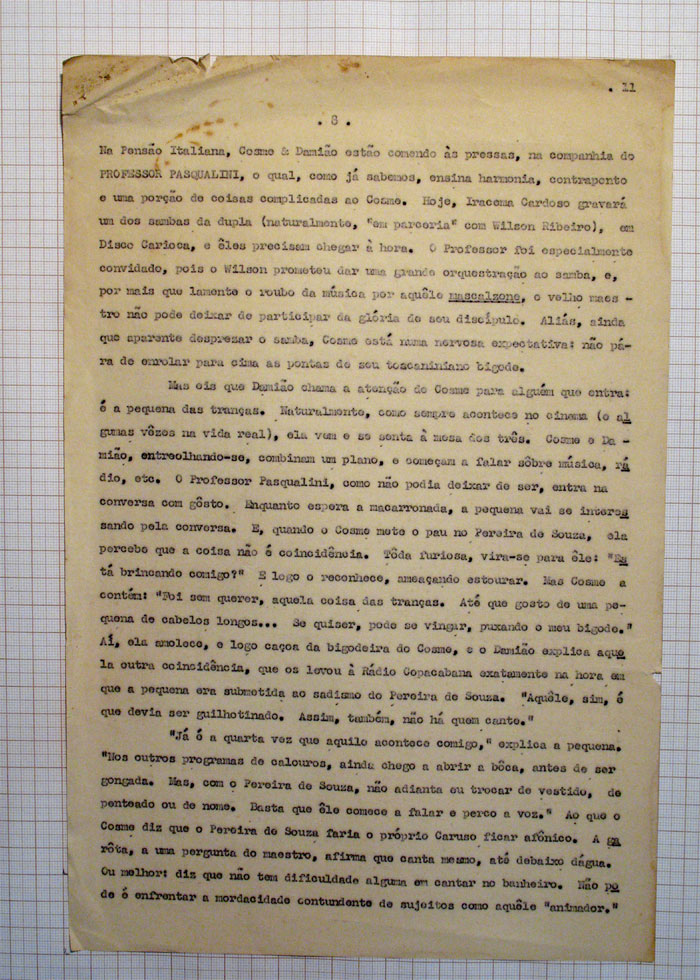 . 11
. 8 .
Na Pensão Italiana, Cosme & Damião estão comendo às pressas, na companhia do
PROFESSOR PASQUALINI, o qual, como já sabemos, ensina harmonia, contraponto
e uma porção de coisas complicadas ao Cosme. Hoje, Iracema Cardoso gravará
um dos sambas da dupla (naturalmente, "em parceria" com Wilson Ribeiro), em
Disco Carioca, e êles precisam chegar à hora. O Professor foi especialmente
convidado, pois o Wilson prometeu dar uma grande orquestração ao samba, e,
por mais que lamente o roubo da música por aquêle mascalzone, o velho maes -
tro não pode deixar de participar da glória de seu discípulo. Aliás, ainda
que aparente desprezar o samba, Cosme está numa nervosa expectativa: não pá-
ra de enrolar para cima as pontas de seu toscaniniano bigode.
Mas eis que Damião chama a atenção de Cosme para alguém que entra:
é a pequena das tranças. Naturalmente, como sempre acontece no cinema (e al
gumas vêzes na vida real), ela vem e se senta à mesa dos três. Cosme e Da -
mião, entreolhando-se, combinam um plano, e começam a falar sôbre música, rá
dio, etc. O Professor Pasqualini, como não podia deixar de ser, entra na
conversa com gôsto. Enquanto espera a macarronada, a pequena vai se interes
sando pela conversa. E, quando o Cosme mete o pau no Pereira de Souza, ela
percebe que a coisa não é coincidência. Tôda furiosa, vira-se para êle: "Es
tá brincando comigo?" E logo o reconhece, ameaçando estourar. Mas Cosme a
contém: "Foi sem querer, aquela coisa das tranças. Até que gosto de uma pe-
quena de cabelos longos... Se quiser, pode se vingar, puxando o meu bigode."
Aí, ela amolece, e logo caçoa da bigodeira do Cosme, e o Damião explica aque
la outra coincidência, que os levou à Rádio Copacabana exatamente na hora em
que a pequena era submetida ao sadismo do Pereira de Souza. "Aquêle, sim, é
que devia ser guilhotinado. Assim, também, não há quem cante."
"Já é a quarta vez que aquilo acontece comigo," explica a pequena.
"Nos outros programas de calouros, ainda chego a abrir a bôca, antes de ser
gongada. Mas, com o Pereira de Souza, não adianta eu trocar de vestido, de
penteado ou de nome. Basta que êle comece a falar e perco a voz." Ao que o
Cosme diz que o Pereira de Souza faria o próprio Caruso ficar afônico. A ga
rôta, a uma pergunta do maestro, afirma que canta mesmo, até debaixo dágua.
Ou melhor: diz que não tem dificuldade alguma em cantar no banheiro. Não po
de é enfrentar a mordacidade contundente de sujeitos como aquêle "animador."